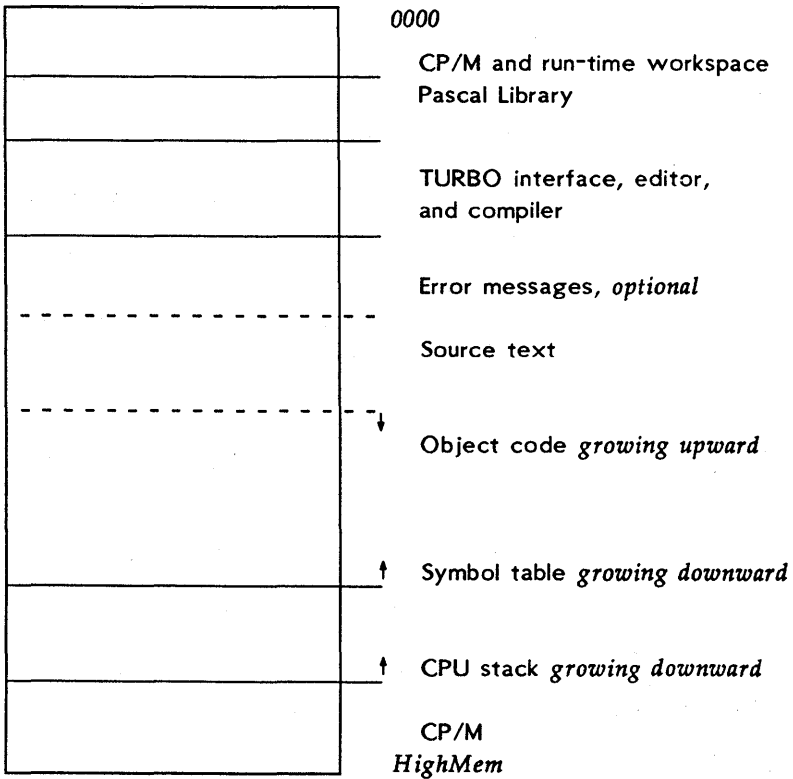 0000
CP/M and run-time workspace
Pascal Library
TURBO interface, editor,
and compiler
Error messages, optional
Source text
Object code growing upward
Symbol table growing downward
CPU stack growing downward
CP/M
HighMem